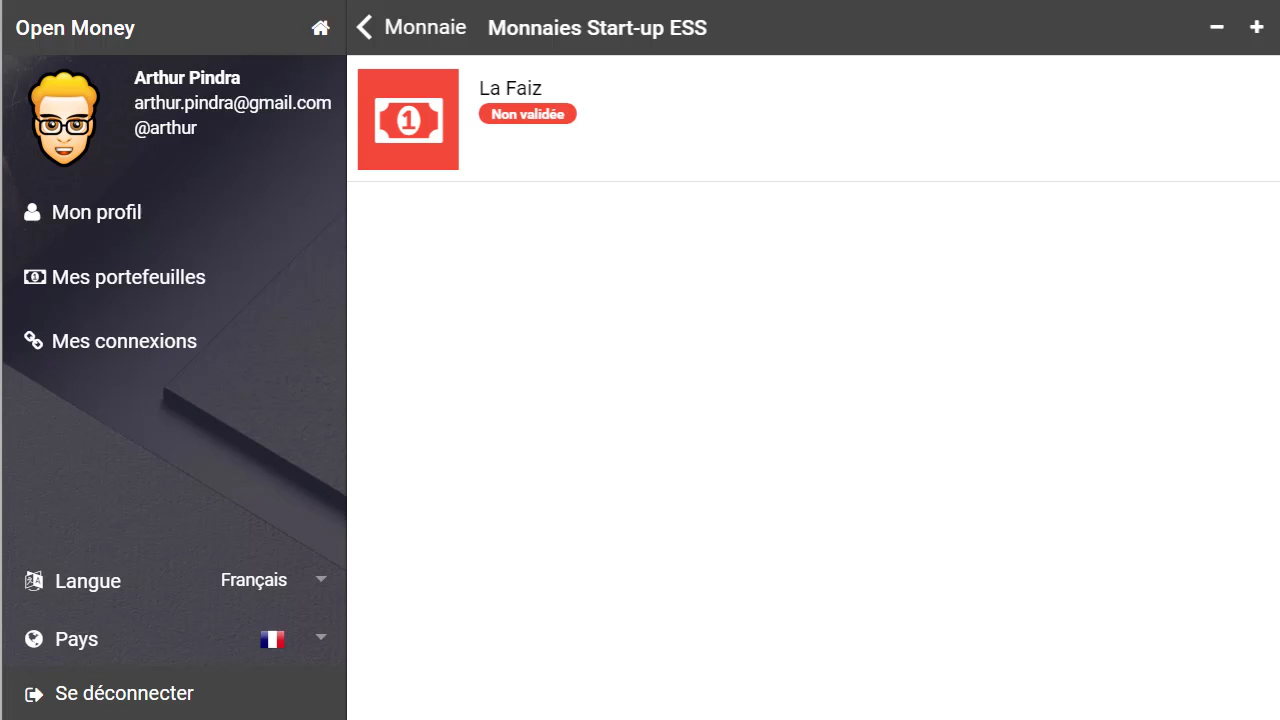 Open Money
Arthur Pindra
arthur.pindra@gmail.com
@arthur
Mon profil
Mes portefeuilles
Mes connexions
Langue Français
Pays
Se déconnecter
Monnaie Monnaies Start-up ESS
La Faiz
Non validée